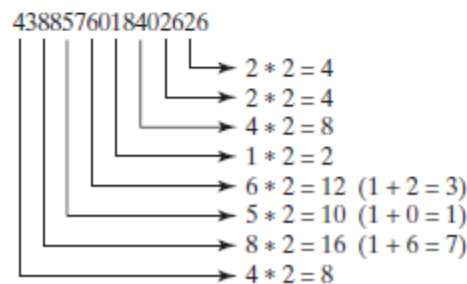 4388576018402626
2 * 2 = 4
2 * 2 = 4
4 * 2 = 8
1 * 2 = 2
6 * 2 = 12 (1 + 2 = 3)
5 * 2 = 10 (1 + 0 = 1)
8 * 2 = 16 (1 + 6 = 7)
4 * 2 = 8